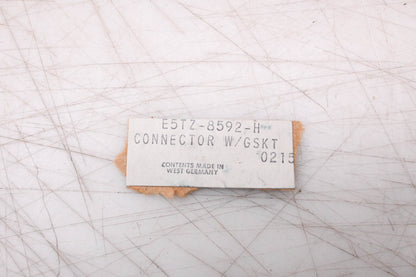 E5TZ-8592-H
CONNECTOR W/GSKT
0215
CONTENTS MADE IN
WEST GERMANY